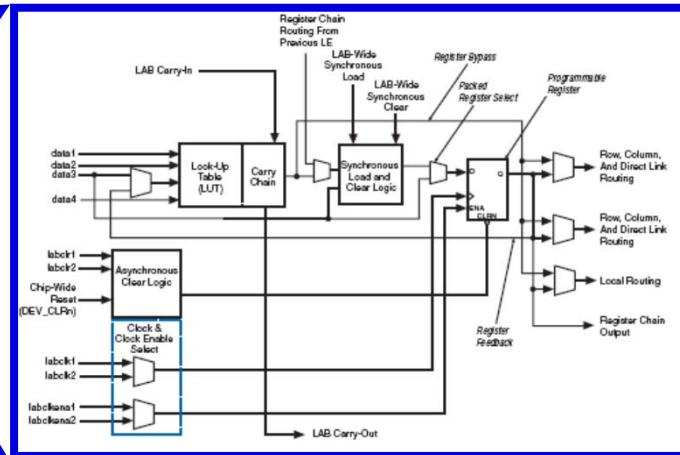 Register Chain
Routing From
Previous LE
LAB-Wide
Synchronous
Load
Register Bypass
Programmable
Register
LAB Carry-In
LAB-Wide
Synchronous
Clear
Packed
Register Select
data1
data2
data3
data4
Look-Up
Table
(LUT)
Carry
Chain
Synchronous
Load and
Clear Logic
D
Q
ENA
CLRN
Row, Column,
And Direct Link
Routing
Row, Column,
And Direct Link
Routing
Local Routing
Register Chain
Output
Register
Feedback
labclr1
labclr2
Chip-Wide
Reset
(DEV_CLRn)
Asynchronous
Clear Logic
Clock &
Clock Enable
Select
labclk1
labclk2
labclkena1
labclkena2
LAB Carry-Out